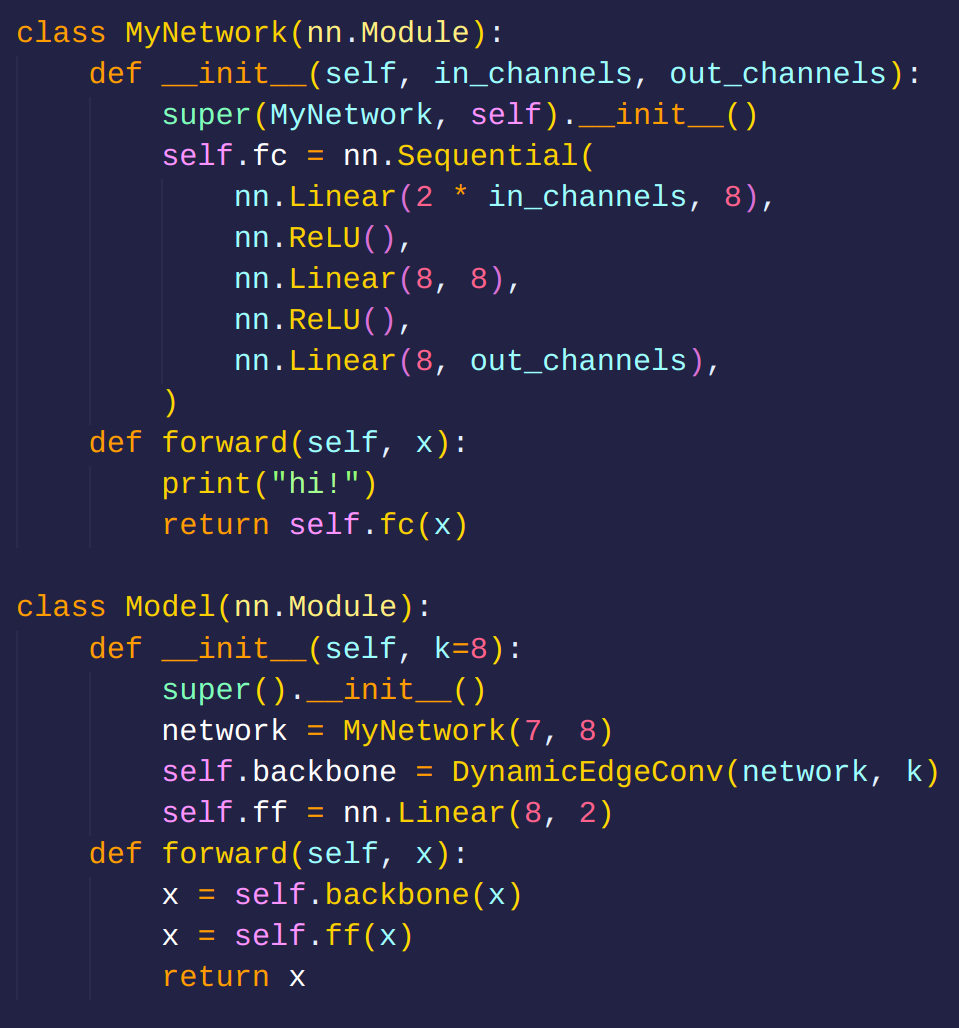 class MyNetwork(nn.Module):
    def __init__(self, in_channels, out_channels):
        super(MyNetwork, self).__init__()
        self.fc = nn.Sequential(
            nn.Linear(2 * in_channels, 8),
            nn.ReLU(),
            nn.Linear(8, 8),
            nn.ReLU(),
            nn.Linear(8, out_channels),
        )
    def forward(self, x):
        print("hi!")
        return self.fc(x)

class Model(nn.Module):
    def __init__(self, k=8):
        super().__init__()
        network = MyNetwork(7, 8)
        self.backbone = DynamicEdgeConv(network, k)
        self.ff = nn.Linear(8, 2)
    def forward(self, x):
        x = self.backbone(x)
        x = self.ff(x)
        return x